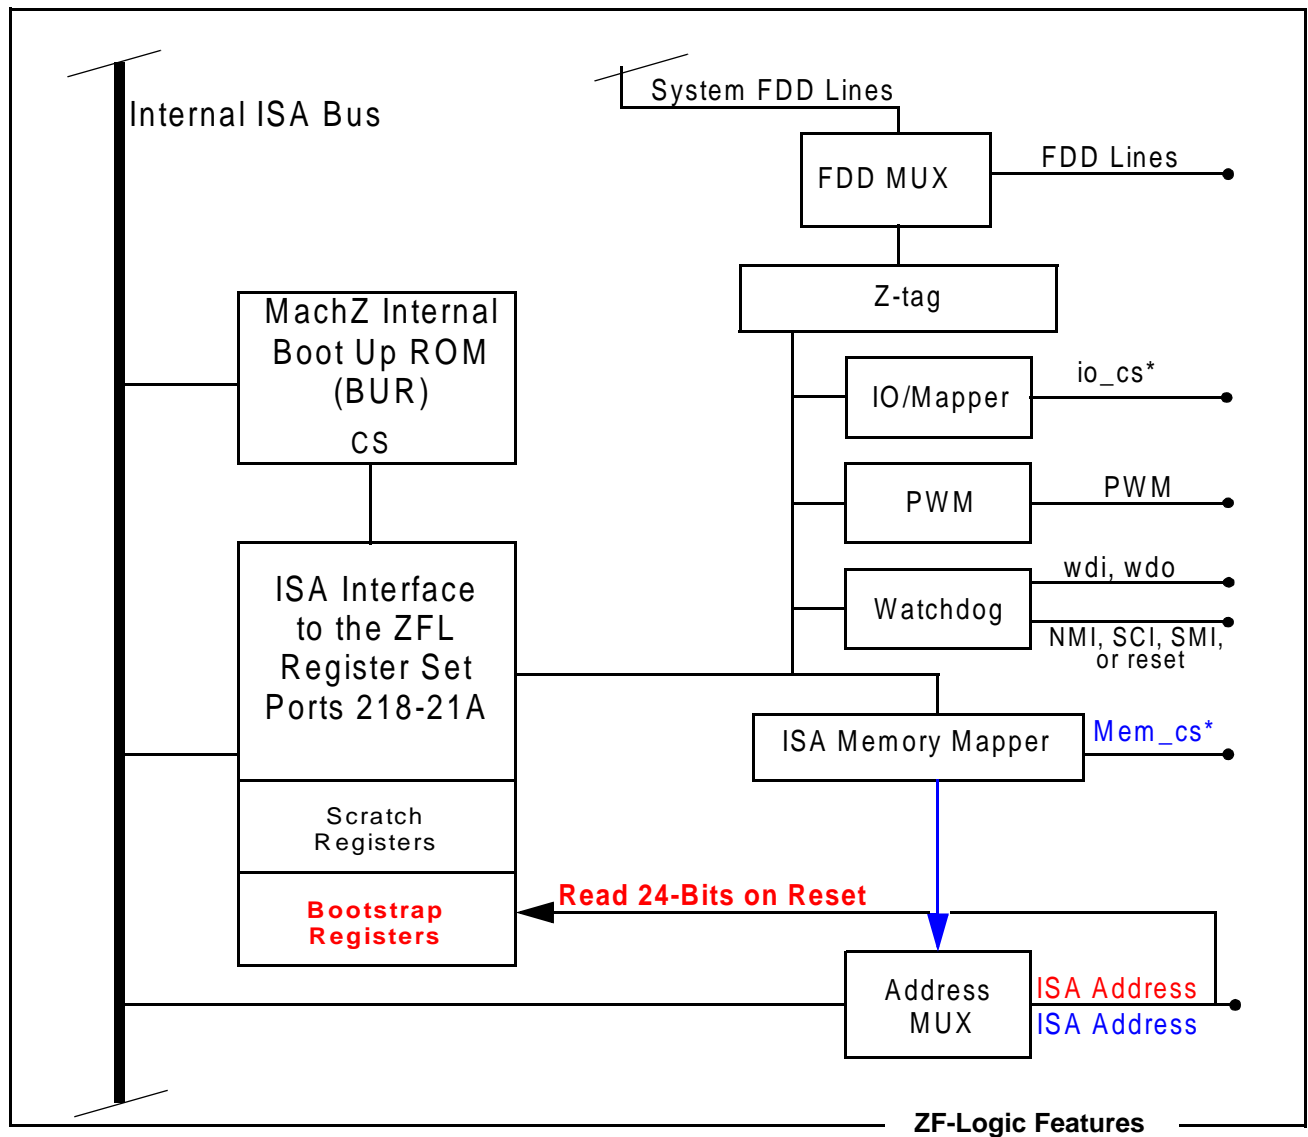 Internal ISA Bus
System FDD Lines
FDD MUX
FDD Lines
Z-tag
MachZ Internal
Boot Up ROM
(BUR)
CS
IO/Mapper
io_cs*
PWM
PWM
ISA Interface
to the ZFL
Register Set
Ports 218-21A
Watchdog
wdi, wdo
NMI, SCI, SMI,
or reset
ISA Memory Mapper
Mem_cs*
Scratch
Registers
Bootstrap
Registers
Read 24-Bits on Reset
Address
MUX
ISA Address
ISA Address
ZF-Logic Features